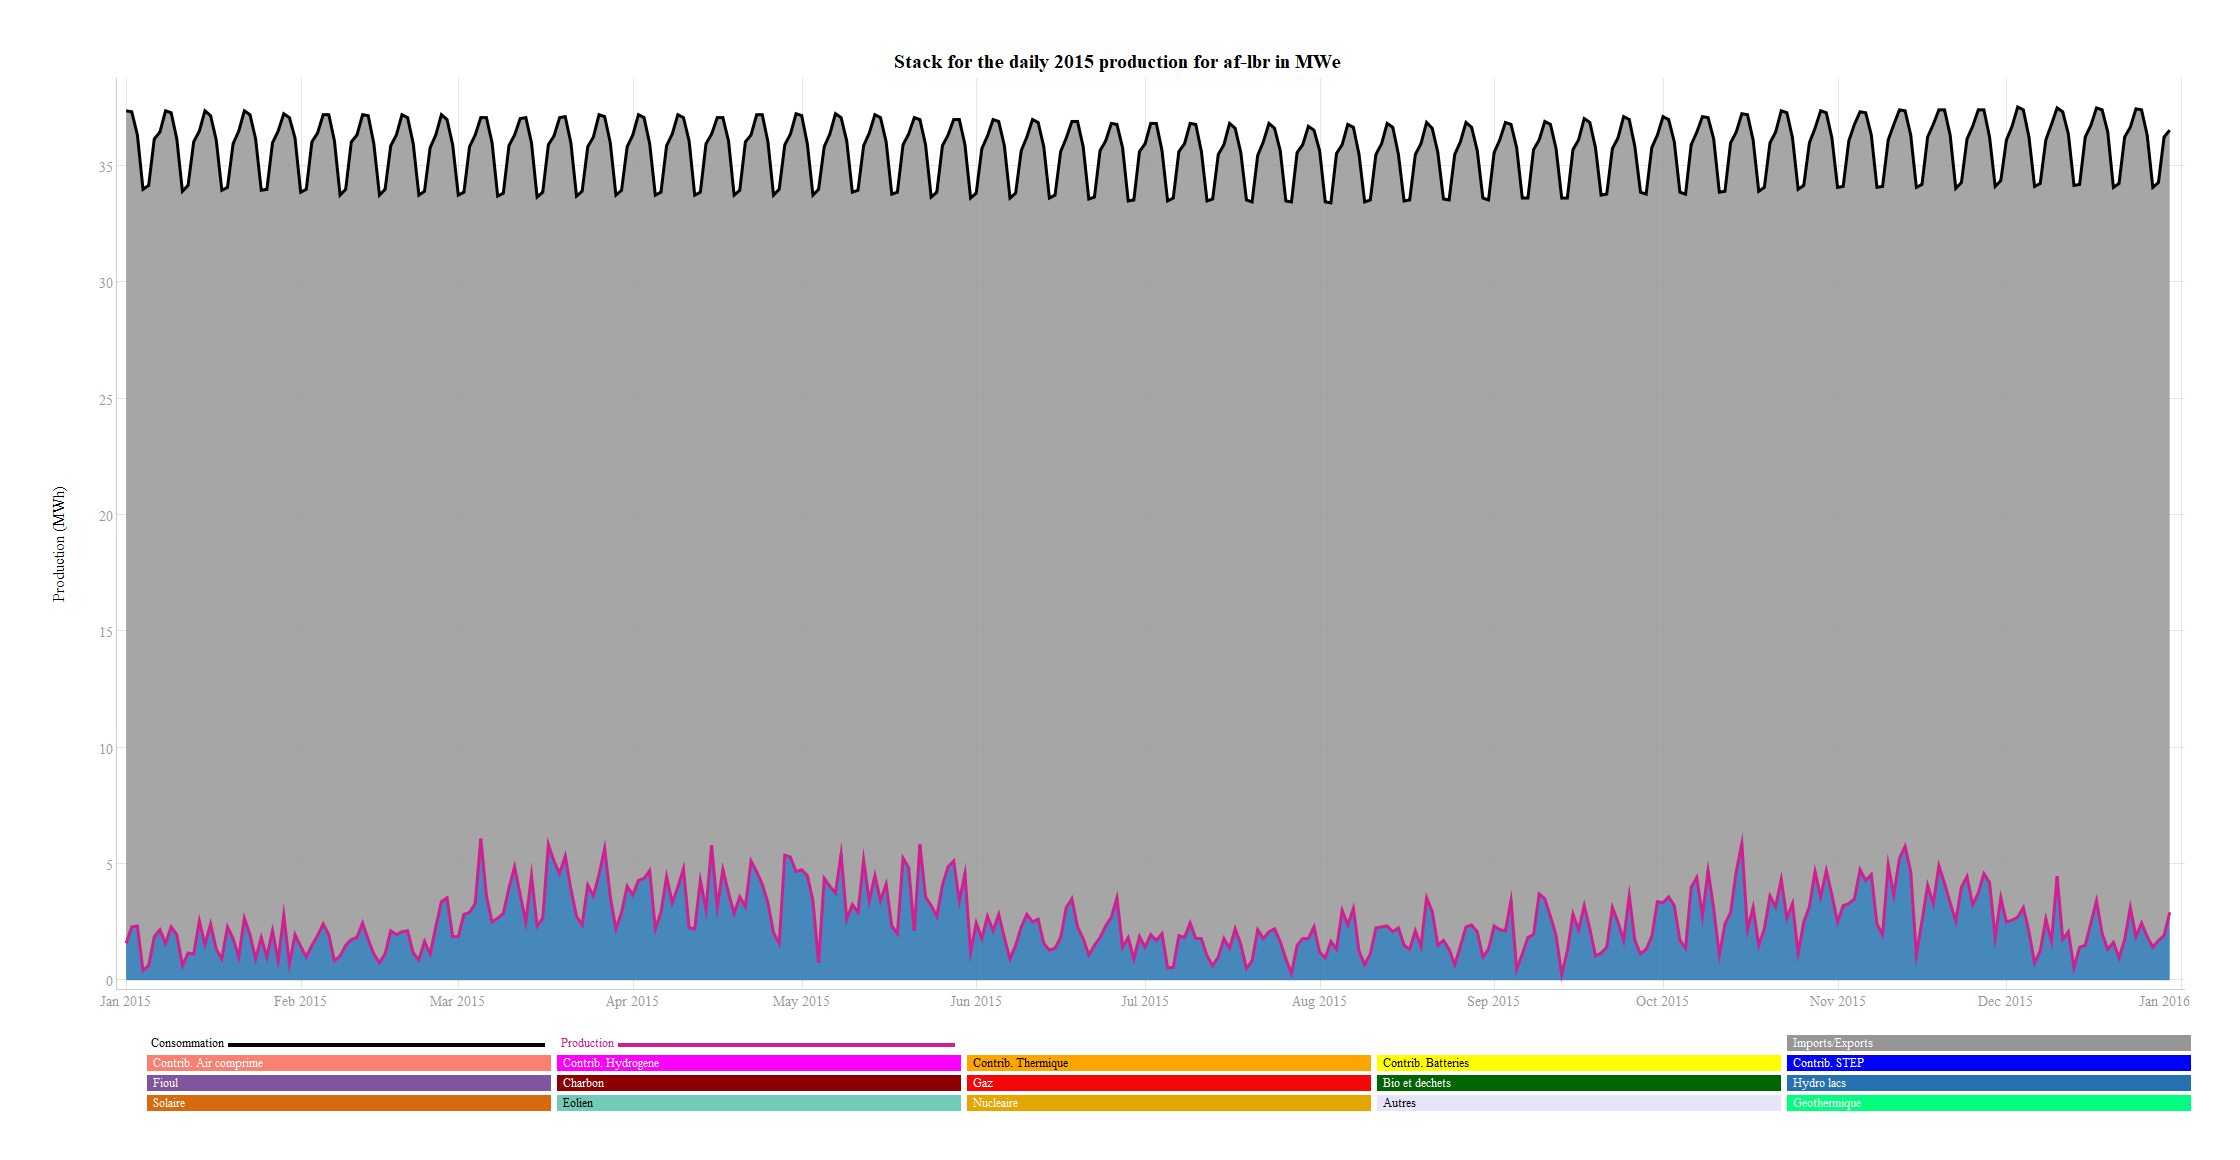 Stack for the daily 2015 production for af-lbr in MWe
Production (MWh)
35
30
25
20
15
10
5
0
Jan 2015 Feb 2015 Mar 2015 Apr 2015 May 2015 Jun 2015 Jul 2015 Aug 2015 Sep 2015 Oct 2015 Nov 2015 Dec 2015 Jan 2016
Consommation Production Imports/Exports
Contrib. Air comprime Contrib. Hydrogene Contrib. Thermique Contrib. Batteries Contrib. STEP
Fioul Charbon Gaz Bio et dechets Hydro lacs
Solaire Eolien Nucleaire Autres Geothermique